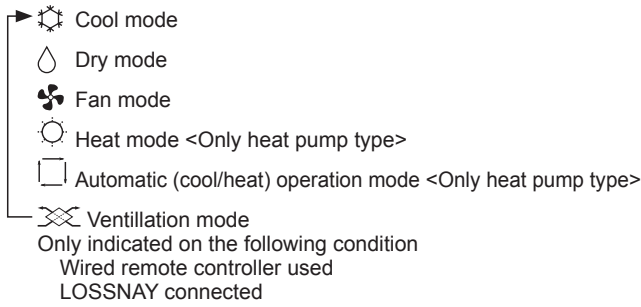 Cool mode
Dry mode
Fan mode
Heat mode <Only heat pump type>
Automatic (cool/heat) operation mode <Only heat pump type>
Ventillation mode
Only indicated on the following condition
Wired remote controller used
LOSSNAY connected